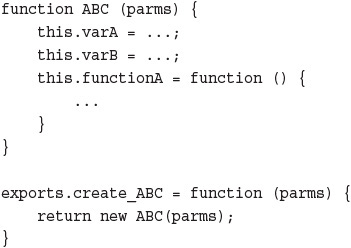 function ABC (parms) {
    this.varA = ...;
    this.varB = ...;
    this.functionA = function () {
        ...
    }
}

exports.create_ABC = function (parms) {
    return new ABC(parms);
}